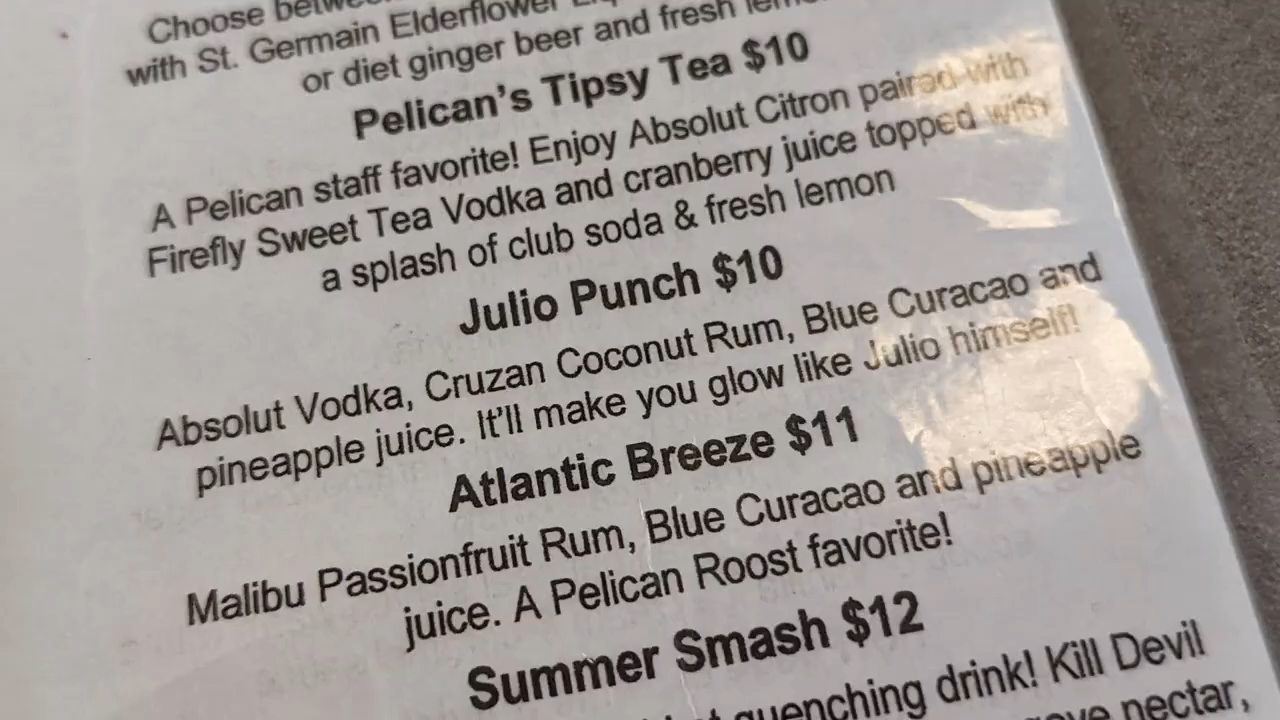 Choose
with St. Germain Elderflower
or diet ginger beer and fresh
Pelican's Tipsy Tea $10
A Pelican staff favorite! Enjoy Absolut Citron paired with
Firefly Sweet Tea Vodka and cranberry juice topped with
a splash of club soda & fresh lemon
Julio Punch $10
Absolut Vodka, Cruzan Coconut Rum, Blue Curacao and
pineapple juice. It'll make you glow like Julio himself!
Atlantic Breeze $11
Malibu Passionfruit Rum, Blue Curacao and pineapple
juice. A Pelican Roost favorite!
Summer Smash $12
quenching drink! Kill Devil
nectar,